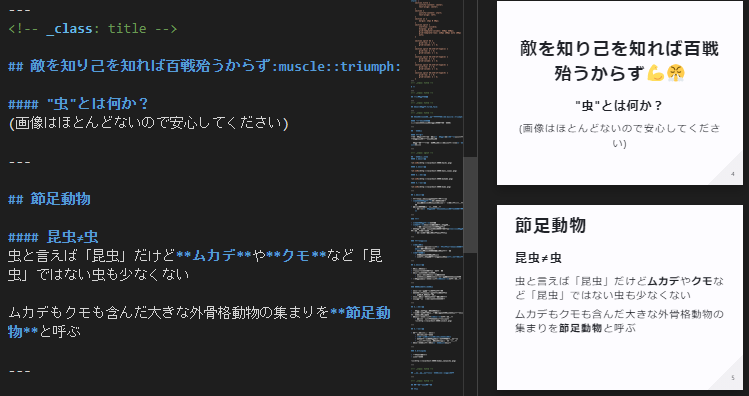 ---
<!-- _class: title -->
## 敵を知り己を知れば百戦殆うからず:muscle::triumph:
#### "虫"とは何か？
(画像はほとんどないので安心してください)
---
## 節足動物
#### 昆虫≠虫
虫と言えば「昆虫」だけど**ムカデ**や**クモ**など「昆
虫」ではない虫も少なくない
ムカデもクモも含んだ大きな外骨格動物の集まりを**節足動
物**と呼ぶ
---
敵を知り己を知れば百戦
殆うからず💪😤
"虫"とは何か？
(画像はほとんどないので安心してくださ
い)
4
節足動物
昆虫≠虫
虫と言えば「昆虫」だけどムカデやクモな
ど「昆虫」ではない虫も少なくない
ムカデもクモも含んだ大きな外骨格動物の
集まりを節足動物と呼ぶ
5